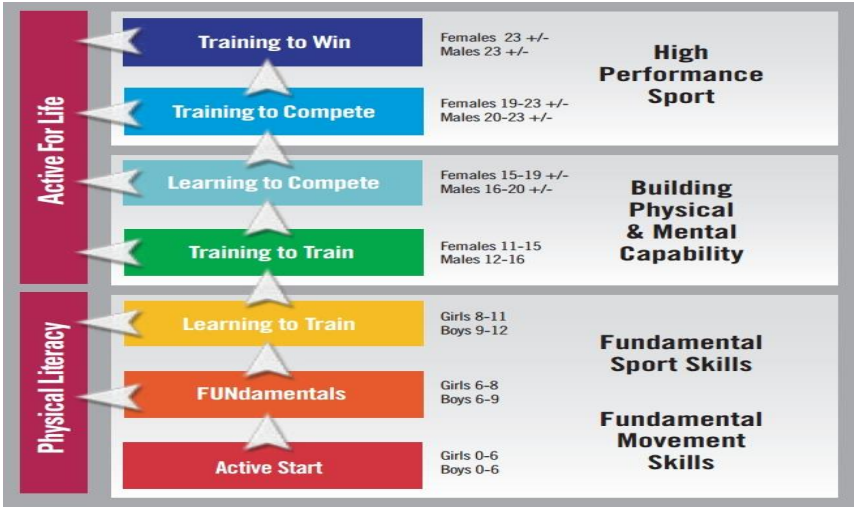 Active For Life
Training to Win
Females 23 +/-
Males 23 +/-
High
Performance
Sport
Training to Compete
Females 19-23 +/-
Males 20-23 +/-
Learning to Compete
Females 15-19 +/-
Males 16-20 +/-
Building
Physical
& Mental
Capability
Training to Train
Females 11-15
Males 12-16
Physical Literacy
Learning to Train
Girls 8-11
Boys 9-12
Fundamental
Sport Skills
FUNdamentals
Girls 6-8
Boys 6-9
Fundamental
Movement
Skills
Active Start
Girls 0-6
Boys 0-6